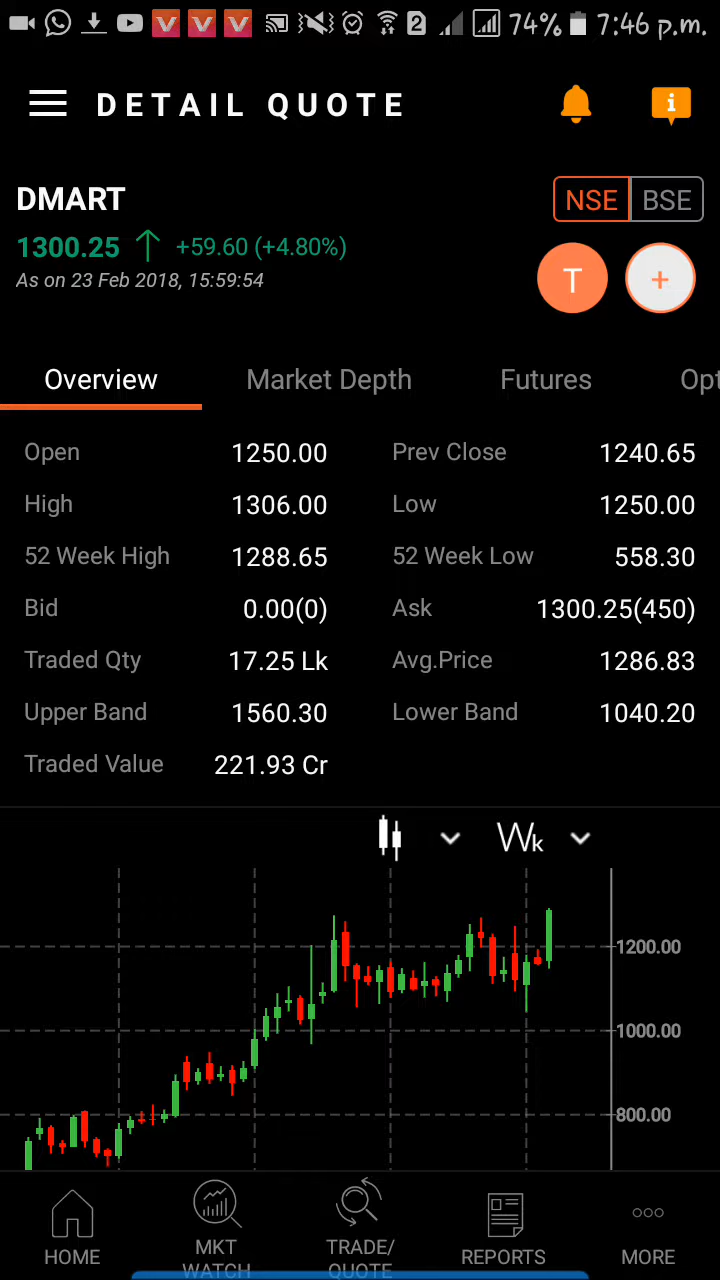 2 74% 7:46 p.m.
DETAIL QUOTE
DMART
NSE BSE
1300.25 ↑ +59.60 (+4.80%)
As on 23 Feb 2018, 15:59:54
T +
Overview Market Depth Futures Opt
Open 1250.00 Prev Close 1240.65
High 1306.00 Low 1250.00
52 Week High 1288.65 52 Week Low 558.30
Bid 0.00(0) Ask 1300.25(450)
Traded Qty 17.25 Lk Avg.Price 1286.83
Upper Band 1560.30 Lower Band 1040.20
Traded Value 221.93 Cr
Wk
1200.00
1000.00
800.00
HOME MKT WATCH TRADE/ QUOTE REPORTS MORE